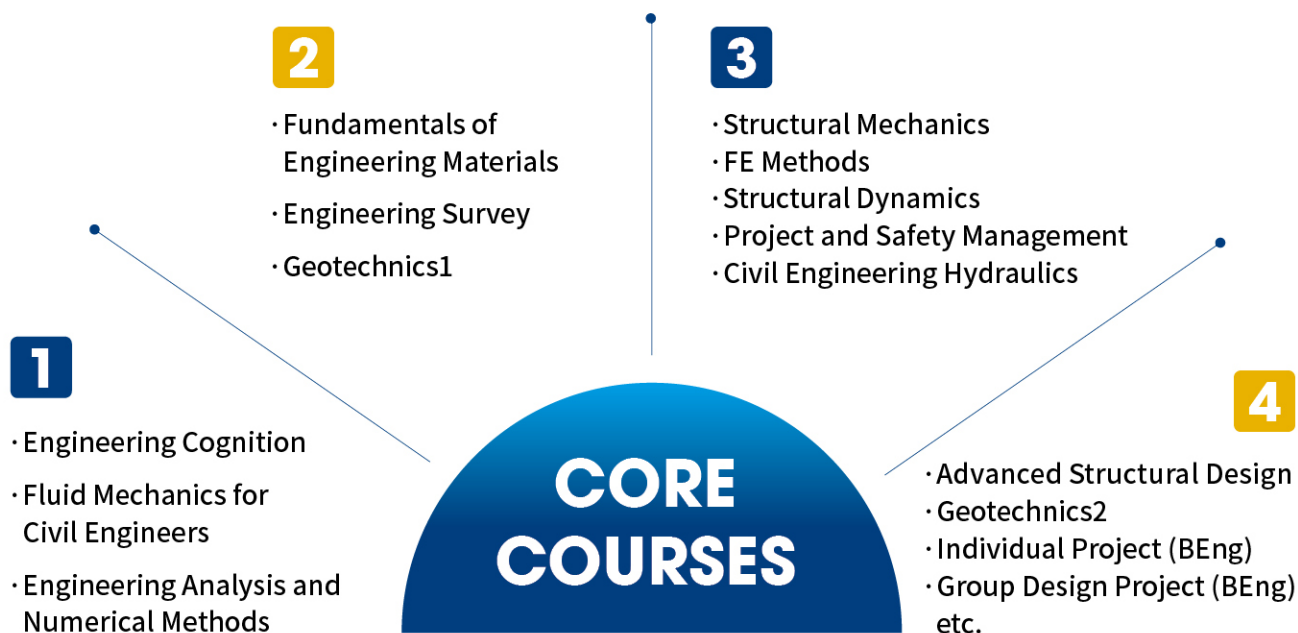 1
· Engineering Cognition
· Fluid Mechanics for
Civil Engineers
· Engineering Analysis and
Numerical Methods
2
· Fundamentals of
Engineering Materials
· Engineering Survey
· Geotechnics1
3
· Structural Mechanics
· FE Methods
· Structural Dynamics
· Project and Safety Management
· Civil Engineering Hydraulics
4
· Advanced Structural Design
· Geotechnics2
· Individual Project (BEng)
· Group Design Project (BEng)
etc.
CORE
COURSES